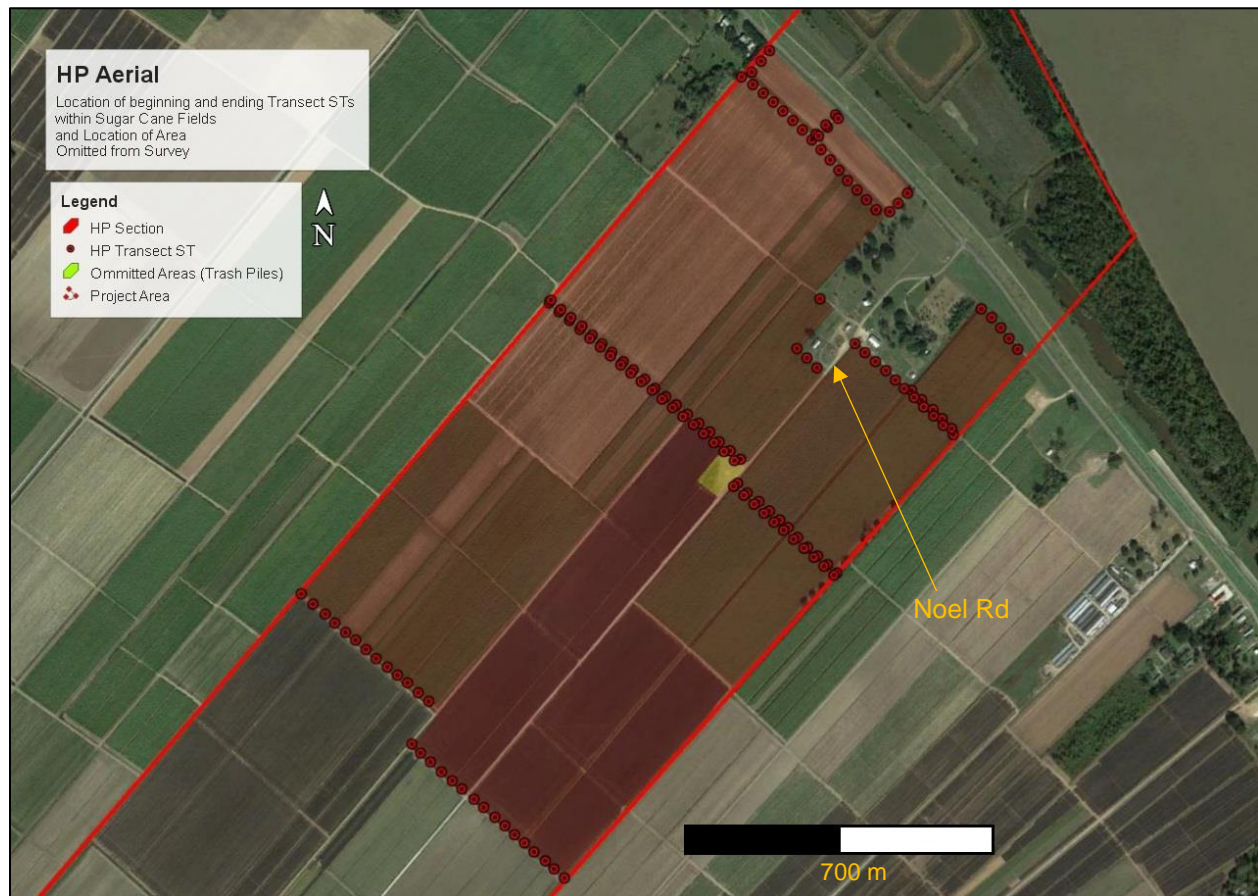 HP Aerial
Location of beginning and ending Transect STs
within Sugar Cane Fields
and Location of Area
Omitted from Survey
Legend
HP Section
HP Transect ST
Ommitted Areas (Trash Piles)
Project Area
N
Noel Rd
700 m